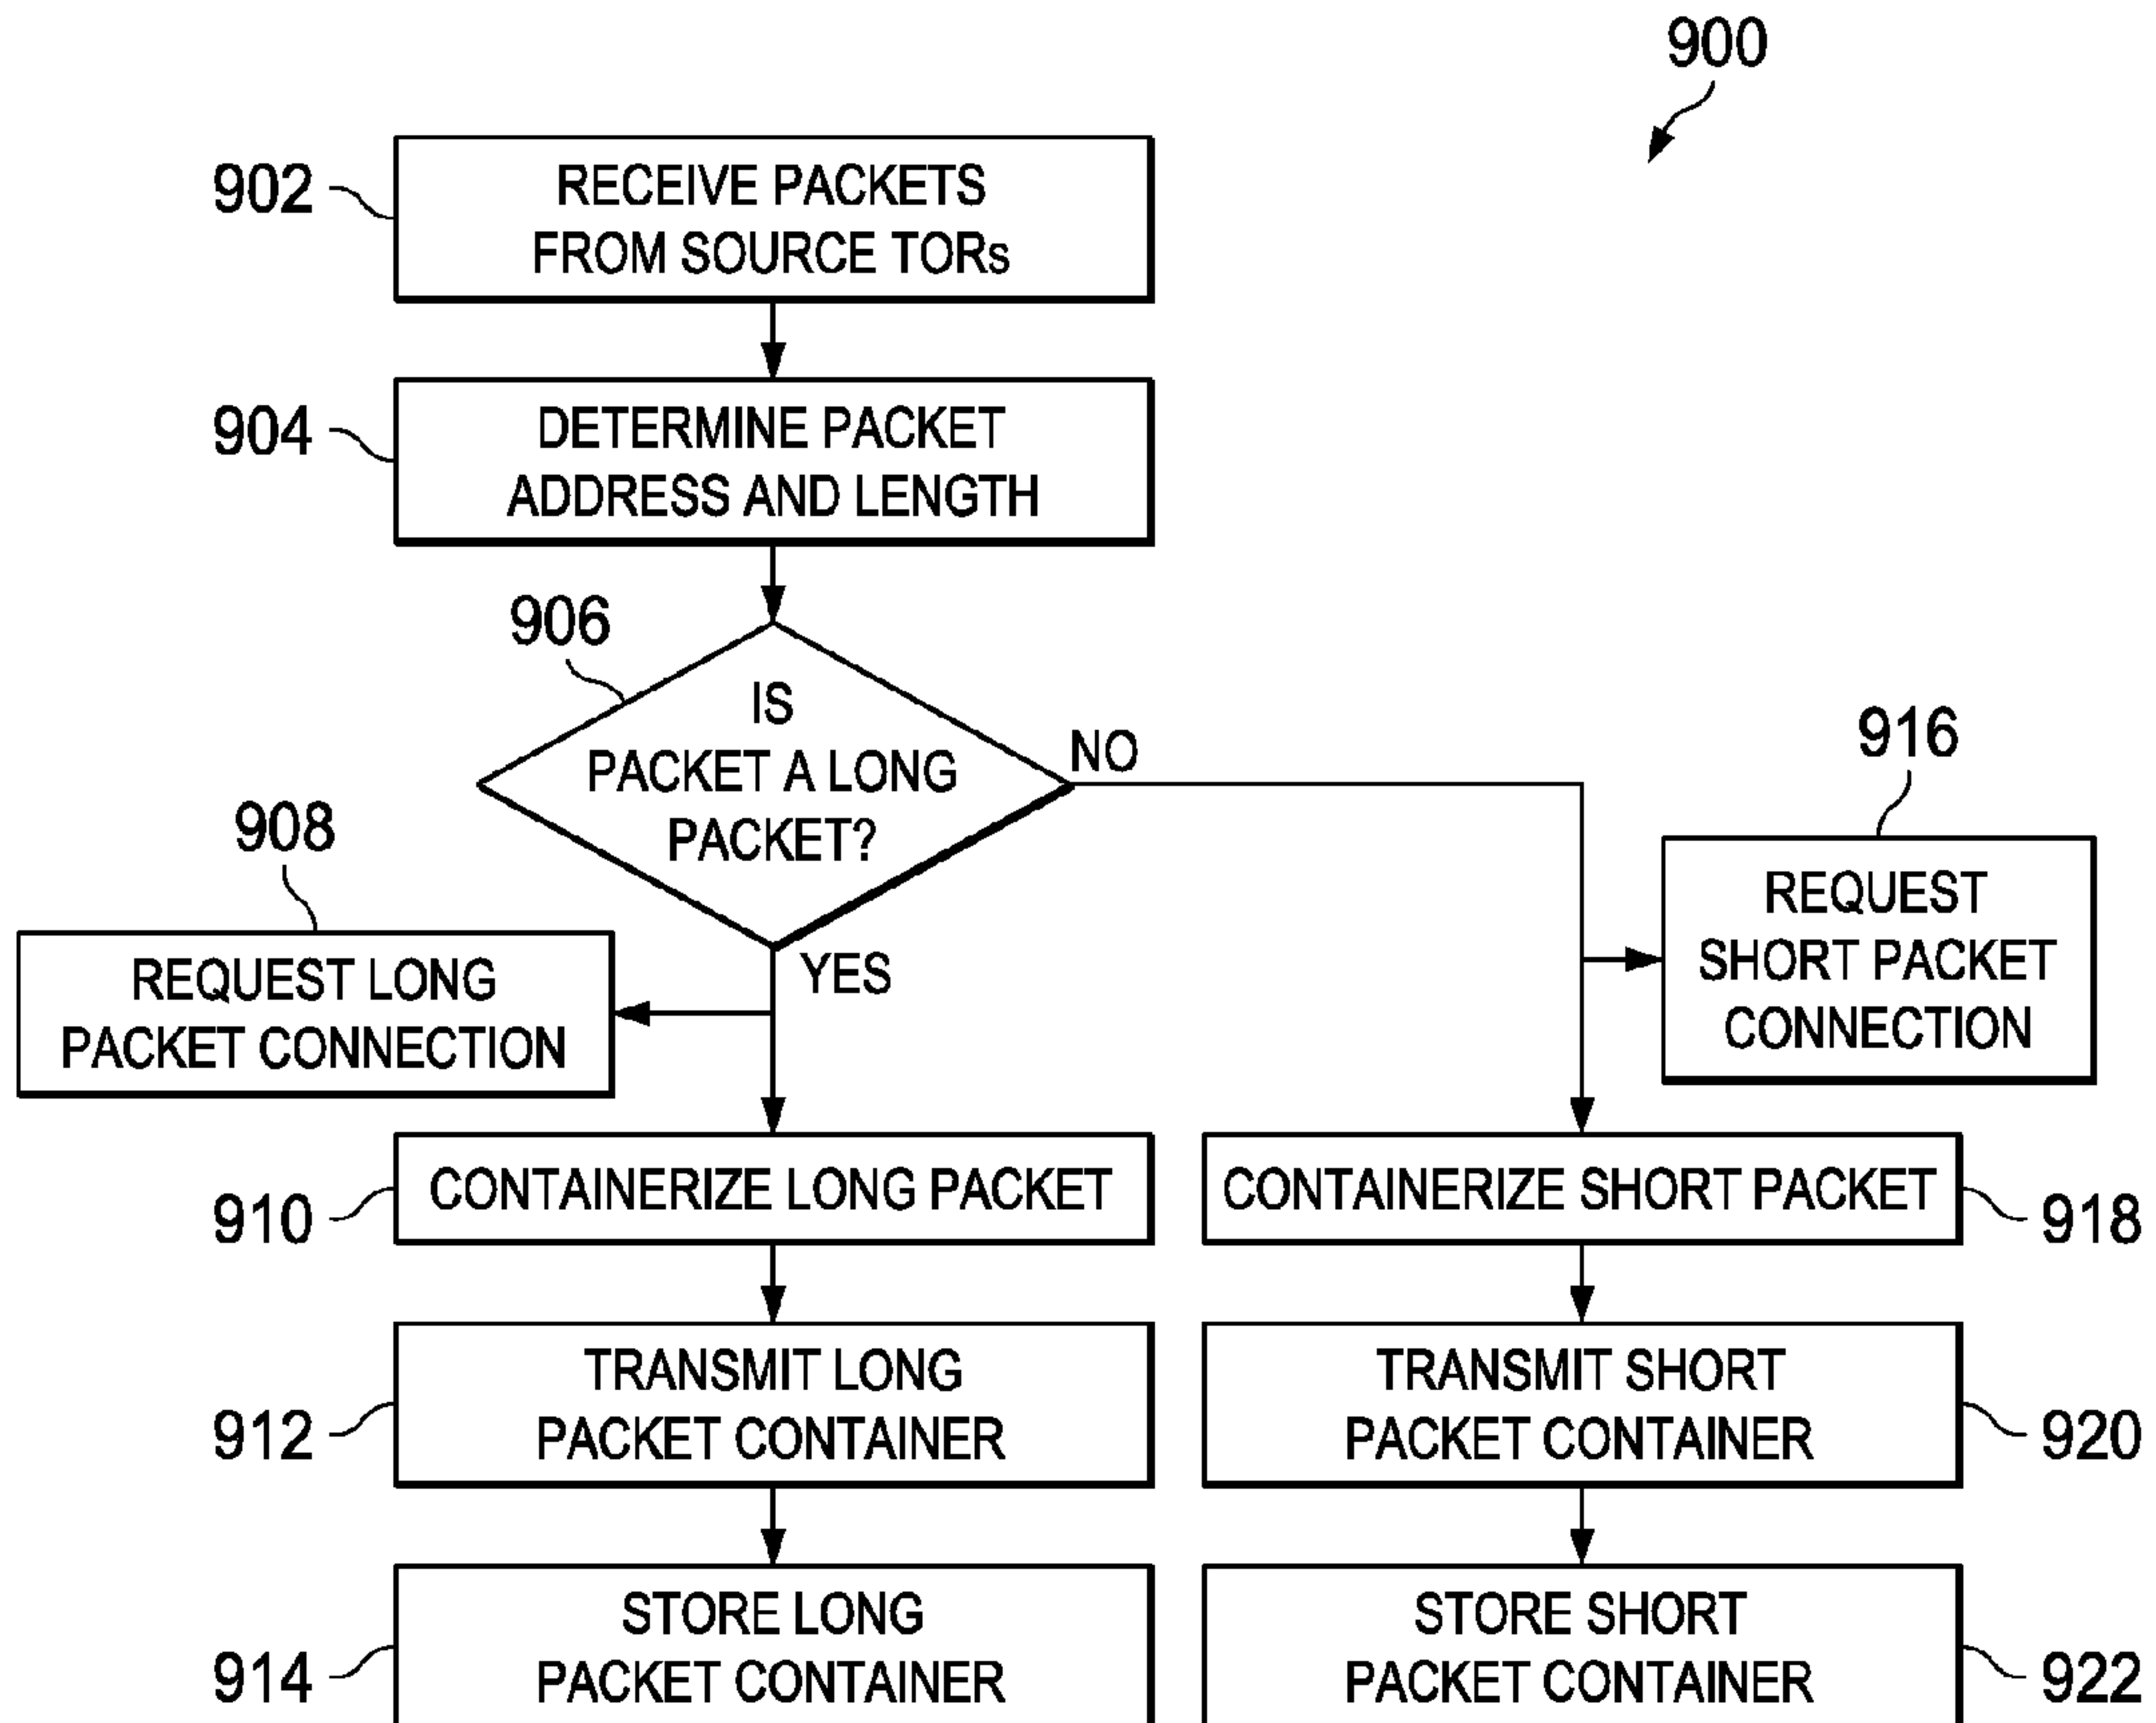 900
902
RECEIVE PACKETS
FROM SOURCE TORs
904
DETERMINE PACKET
ADDRESS AND LENGTH
906
IS
PACKET A LONG
PACKET?
NO
YES
908
REQUEST LONG
PACKET CONNECTION
916
REQUEST
SHORT PACKET
CONNECTION
910
CONTAINERIZE LONG PACKET
CONTAINERIZE SHORT PACKET
918
912
TRANSMIT LONG
PACKET CONTAINER
TRANSMIT SHORT
PACKET CONTAINER
920
914
STORE LONG
PACKET CONTAINER
STORE SHORT
PACKET CONTAINER
922